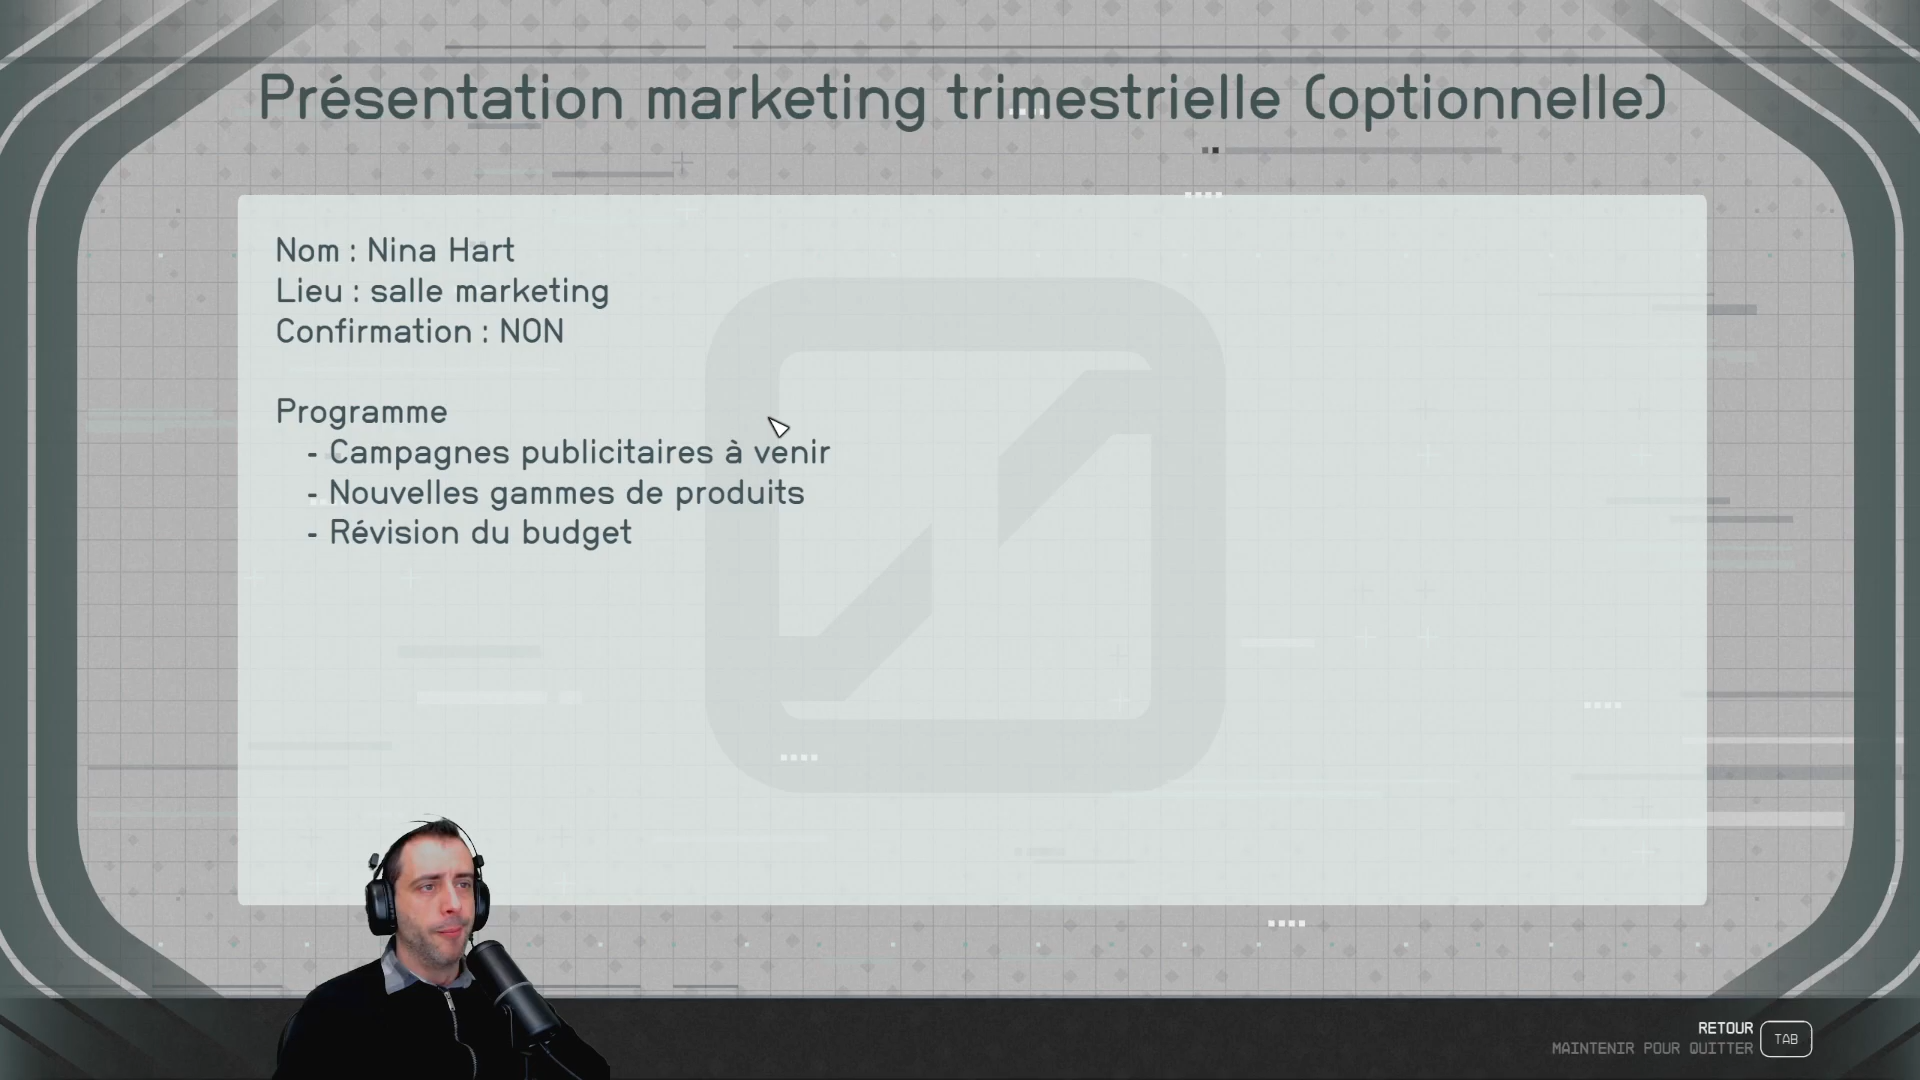 Présentation marketing trimestrielle (optionnelle)
Nom : Nina Hart
Lieu : salle marketing
Confirmation : NON
Programme
- Campagnes publicitaires à venir
- Nouvelles gammes de produits
- Révision du budget
RETOUR
MAINTENIR POUR QUITTER
TAB